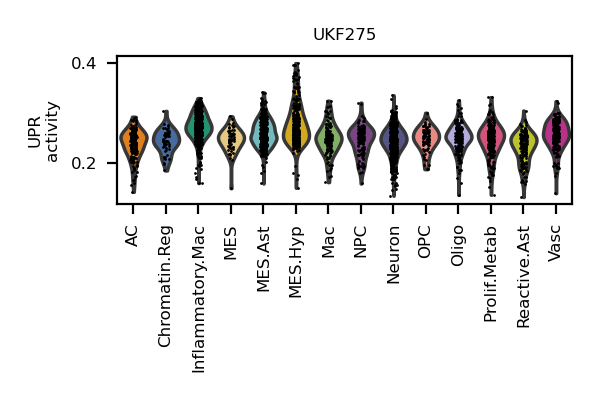 UKF275
UPR
activity
0.4
0.2
AC
Chromatin.Reg
Inflammatory.Mac
MES
MES.Ast
MES.Hyp
Mac
NPC
Neuron
OPC
Oligo
Prolif.Metab
Reactive.Ast
Vasc